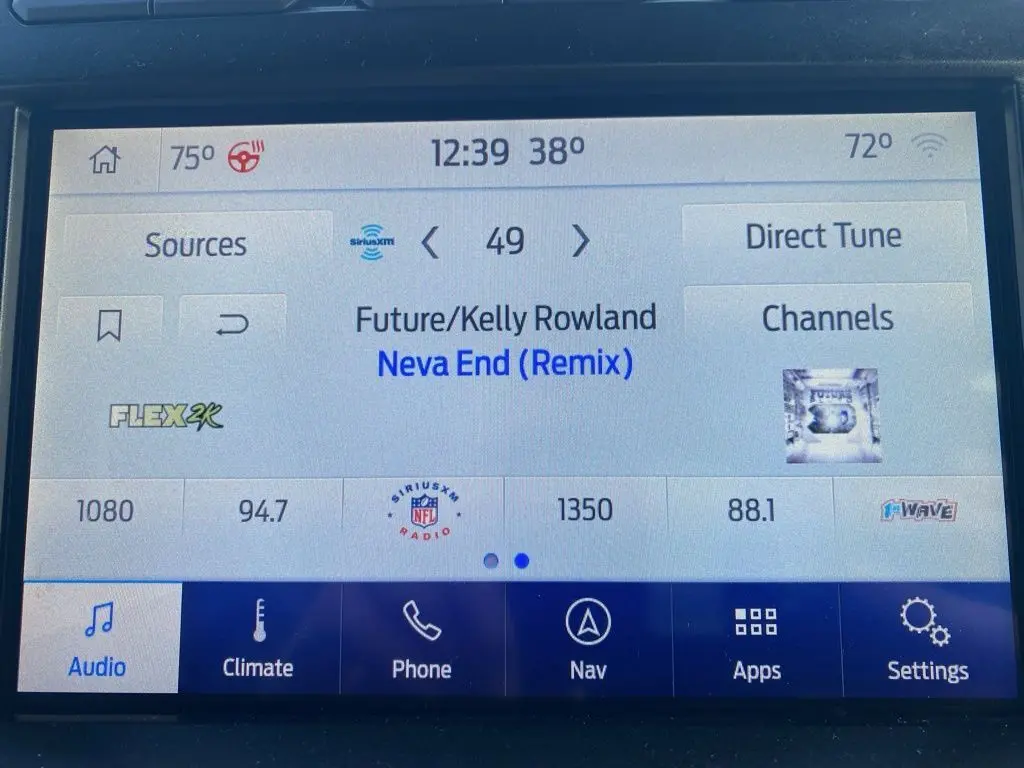 75° 12:39 38° 72°
Sources SiriusXM 49 Direct Tune
Future/Kelly Rowland Channels
Neva End (Remix)
FLEX2K FUTURE
1080 94.7 SIRIUSXM NFL RADIO 1350 88.1 1st WAVE
Audio Climate Phone Nav Apps Settings